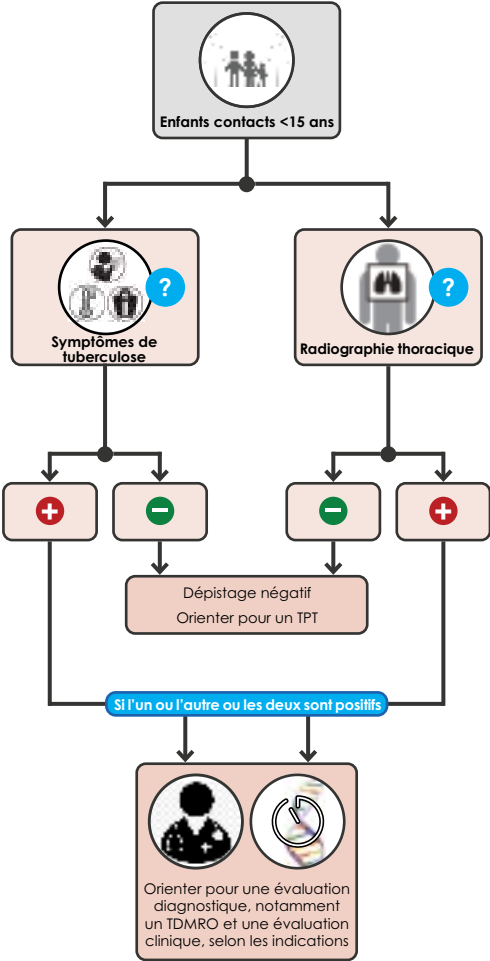 Enfants contacts <15 ans
?
?
Symptômes de
tuberculose
Radiographie thoracique
+
−
−
+
Dépistage négatif
Orienter pour un TPT
Si l'un ou l'autre ou les deux sont positifs
Orienter pour une évaluation
diagnostique, notamment
un TDMRO et une évaluation
clinique, selon les indications